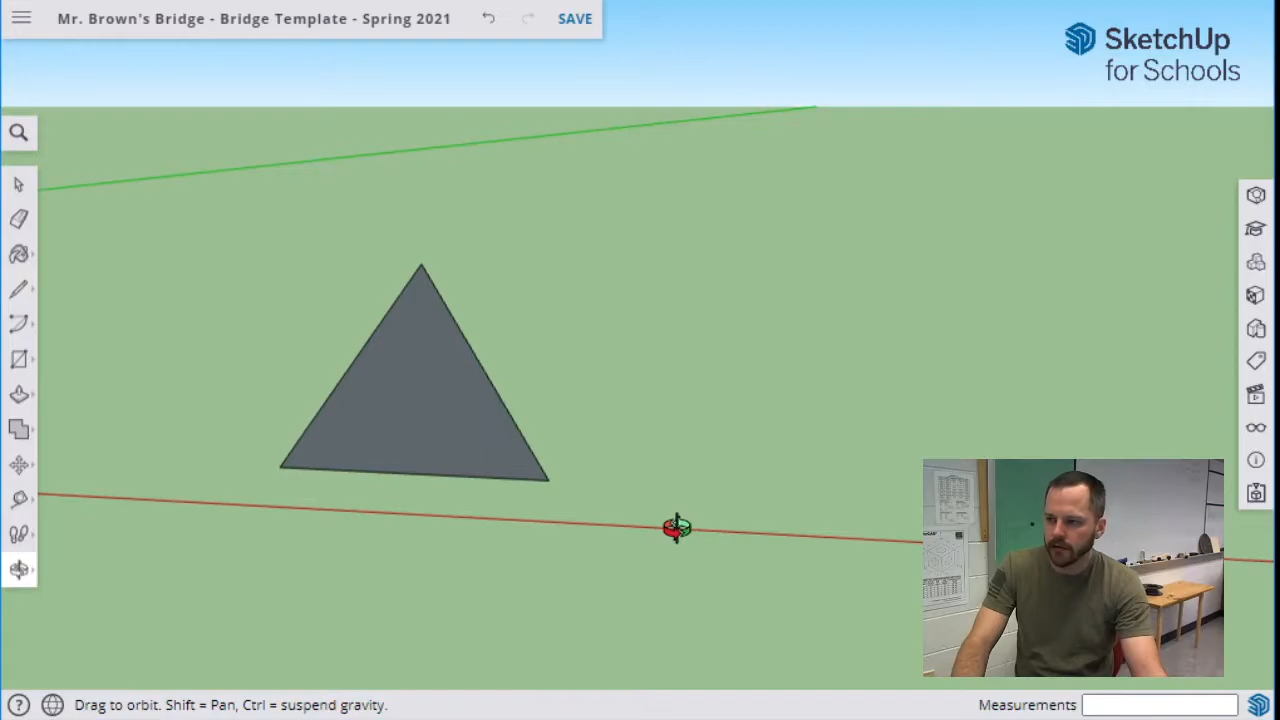 Mr. Brown's Bridge - Bridge Template - Spring 2021
SAVE
SketchUp
for Schools
Drag to orbit. Shift = Pan, Ctrl = suspend gravity.
Measurements